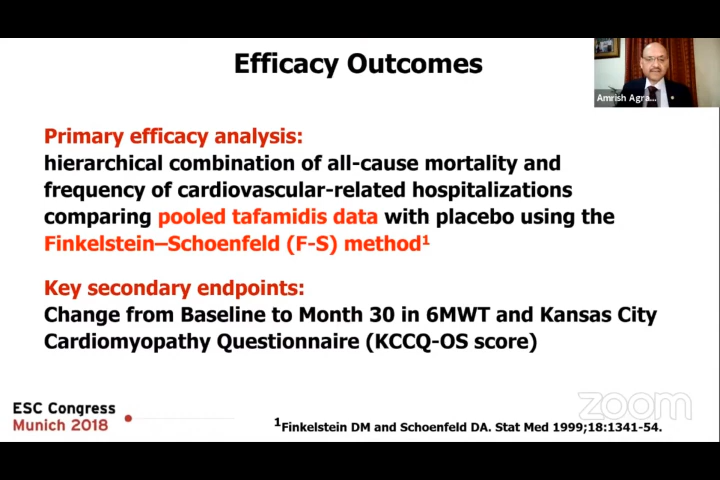 Efficacy Outcomes
Amrish Agra...
Primary efficacy analysis:
hierarchical combination of all-cause mortality and
frequency of cardiovascular-related hospitalizations
comparing pooled tafamidis data with placebo using the
Finkelstein–Schoenfeld (F-S) method¹
Key secondary endpoints:
Change from Baseline to Month 30 in 6MWT and Kansas City
Cardiomyopathy Questionnaire (KCCQ-OS score)
ESC Congress
Munich 2018
zoom
¹Finkelstein DM and Schoenfeld DA. Stat Med 1999;18:1341-54.